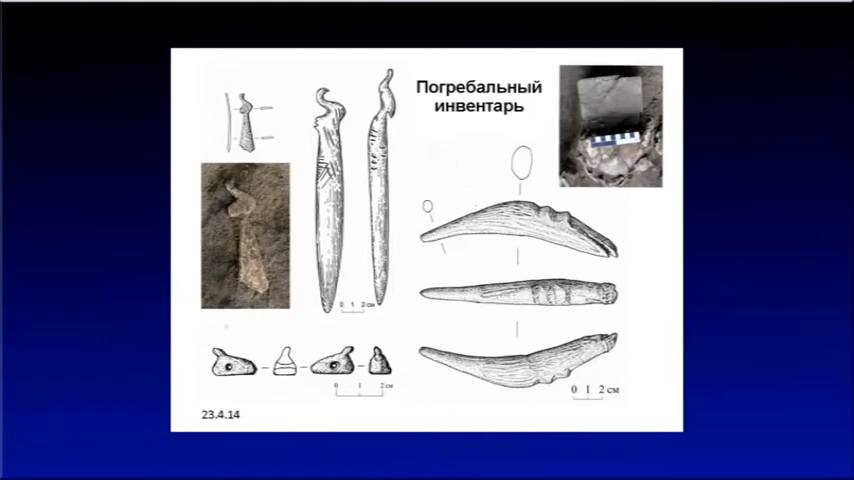 Погребальный
инвентарь
0 1 2 см
0 1 2 см
0 1 2 см
23.4.14